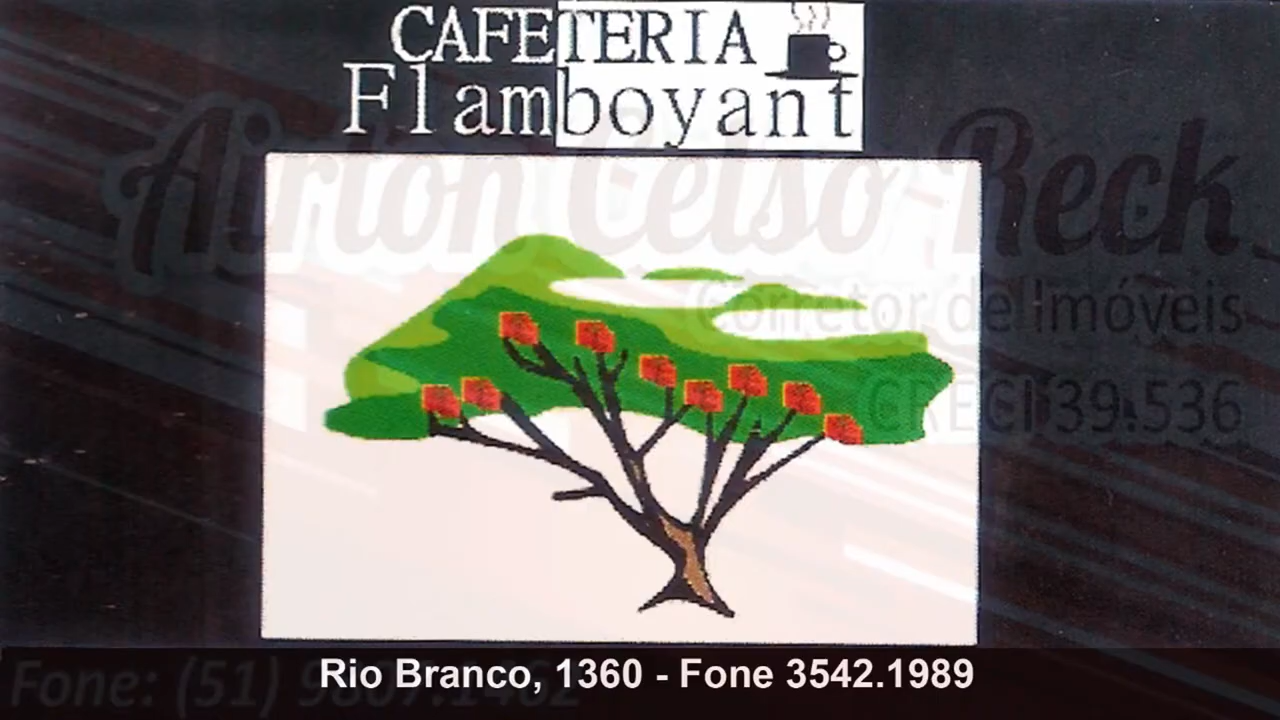 CAFETERIA
Flamboyant
Airton Celso Reck
Corretor de Imóveis
CRECI 39.536
Rio Branco, 1360 - Fone 3542.1989
Fone: (51)